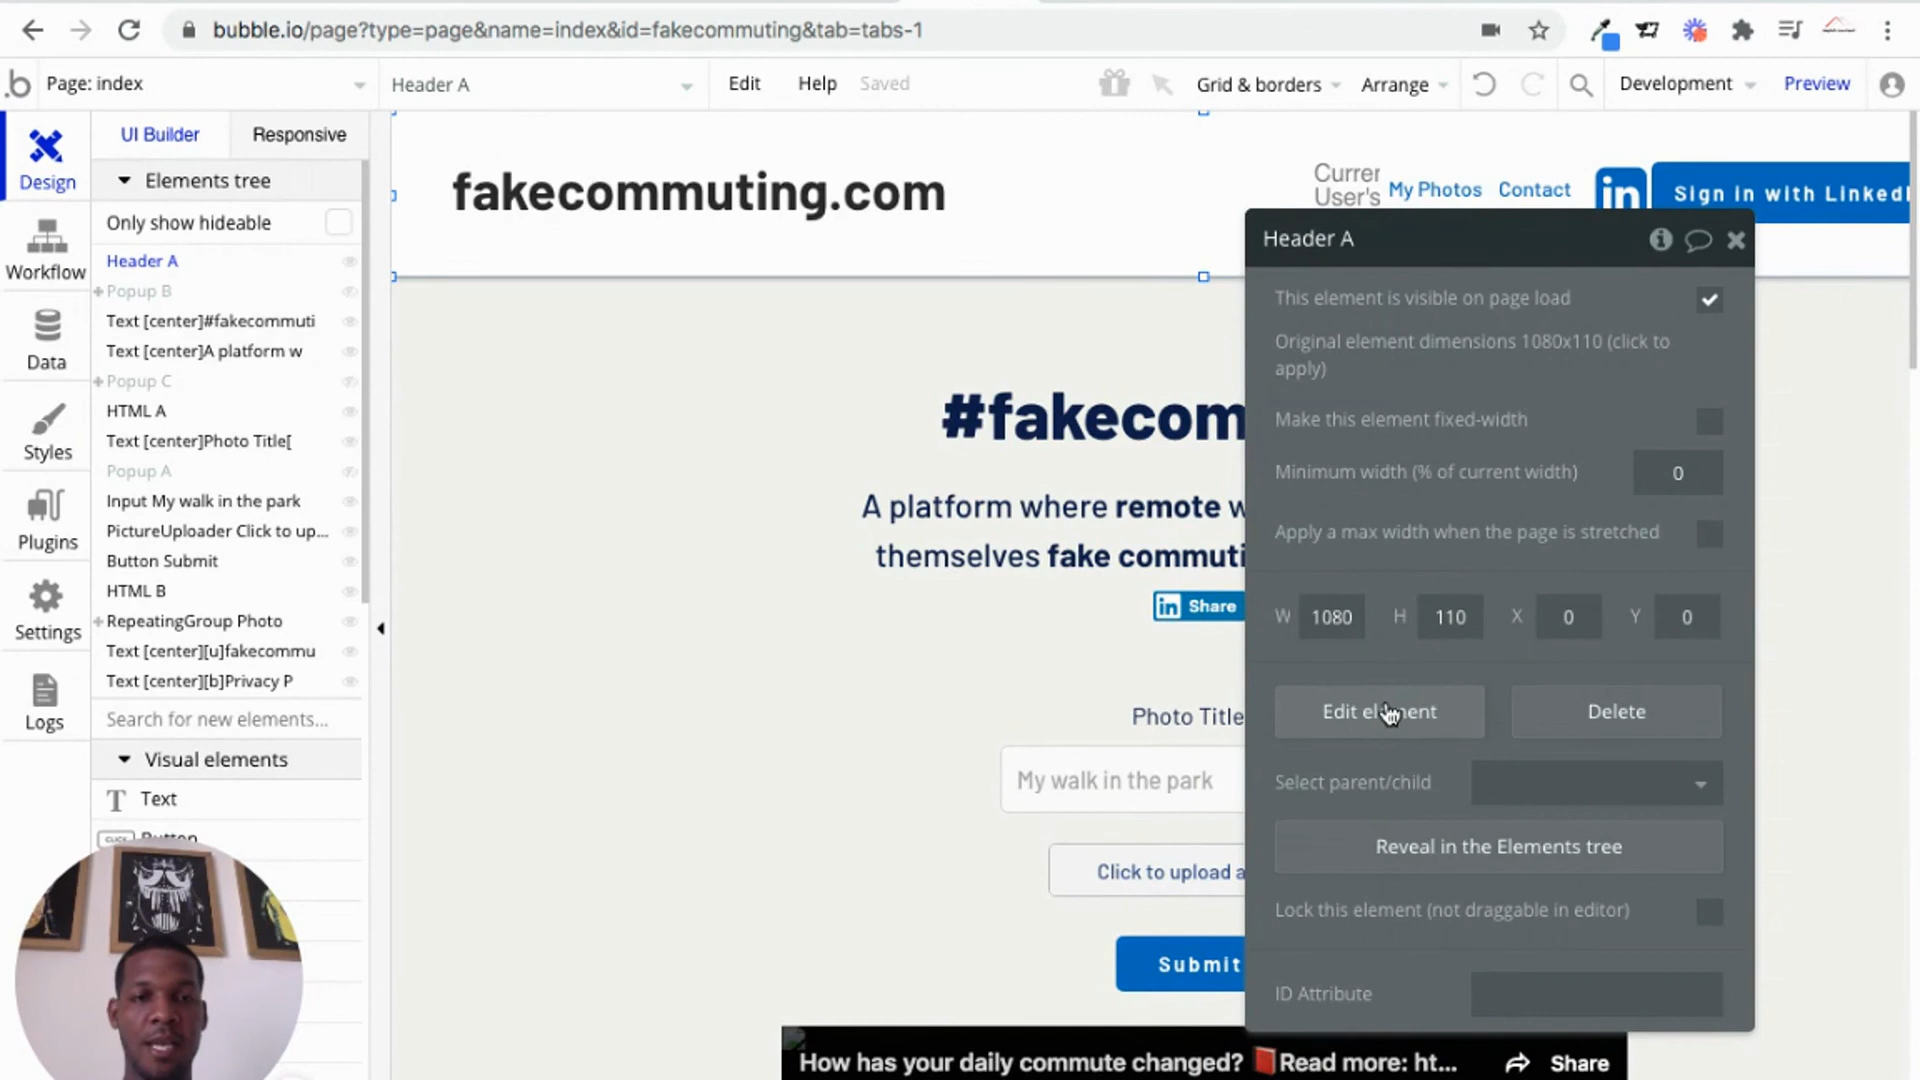 bubble.io/page?type=page&name=index&id=fakecommuting&tab=tabs-1
b Page: index Header A Edit Help Saved Grid & borders Arrange Development Preview
Design
Workflow
Data
Styles
Plugins
Settings
Logs
UI Builder Responsive
Elements tree
Only show hideable
Header A
Popup B
Text [center]#fakecommuti
Text [center]A platform w
Popup C
HTML A
Text [center]Photo Title[
Popup A
Input My walk in the park
PictureUploader Click to up...
Button Submit
HTML B
RepeatingGroup Photo
Text [center][u]fakecommu
Text [center][b]Privacy P
Search for new elements...
Visual elements
T Text
CLICK Button
fakecommuting.com
Curren
User's
My Photos Contact in Sign in with LinkedI
#fakecom
A platform where remote w
themselves fake commuti
in Share
Photo Title
My walk in the park
Click to upload a
Submit
How has your daily commute changed? 📕Read more: ht... Share
Header A
This element is visible on page load
Original element dimensions 1080x110 (click to
apply)
Make this element fixed-width
Minimum width (% of current width) 0
Apply a max width when the page is stretched
W 1080 H 110 X 0 Y 0
Edit element Delete
Select parent/child
Reveal in the Elements tree
Lock this element (not draggable in editor)
ID Attribute